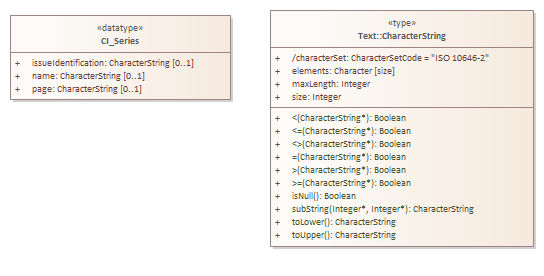 «datatype»
CI_Series
+ issueIdentification: CharacterString [0..1]
+ name: CharacterString [0..1]
+ page: CharacterString [0..1]
«type»
Text::CharacterString
+ /characterSet: CharacterSetCode = "ISO 10646-2"
+ elements: Character [size]
+ maxLength: Integer
+ size: Integer
+ <(CharacterString*): Boolean
+ <=(CharacterString*): Boolean
+ <>(CharacterString*): Boolean
+ =(CharacterString*): Boolean
+ >(CharacterString*): Boolean
+ >=(CharacterString*): Boolean
+ isNull(): Boolean
+ subString(Integer*, Integer*): CharacterString
+ toLower(): CharacterString
+ toUpper(): CharacterString